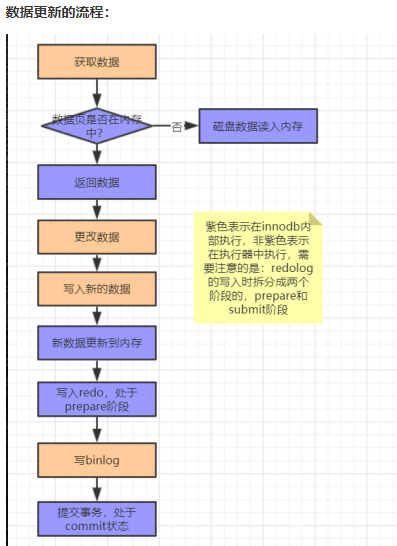 数据更新的流程：
获取数据
数据页是否在内存
中？
否
磁盘数据读入内存
返回数据
更改数据
紫色表示在innodb内
部执行，非紫色表示
在执行器中执行，需
要注意的是：redolog
的写入时拆分成两个
阶段的，prepare和
submit阶段
写入新的数据
新数据更新到内存
写入redo，处于
prepare阶段
写binlog
提交事务，处于
commit状态